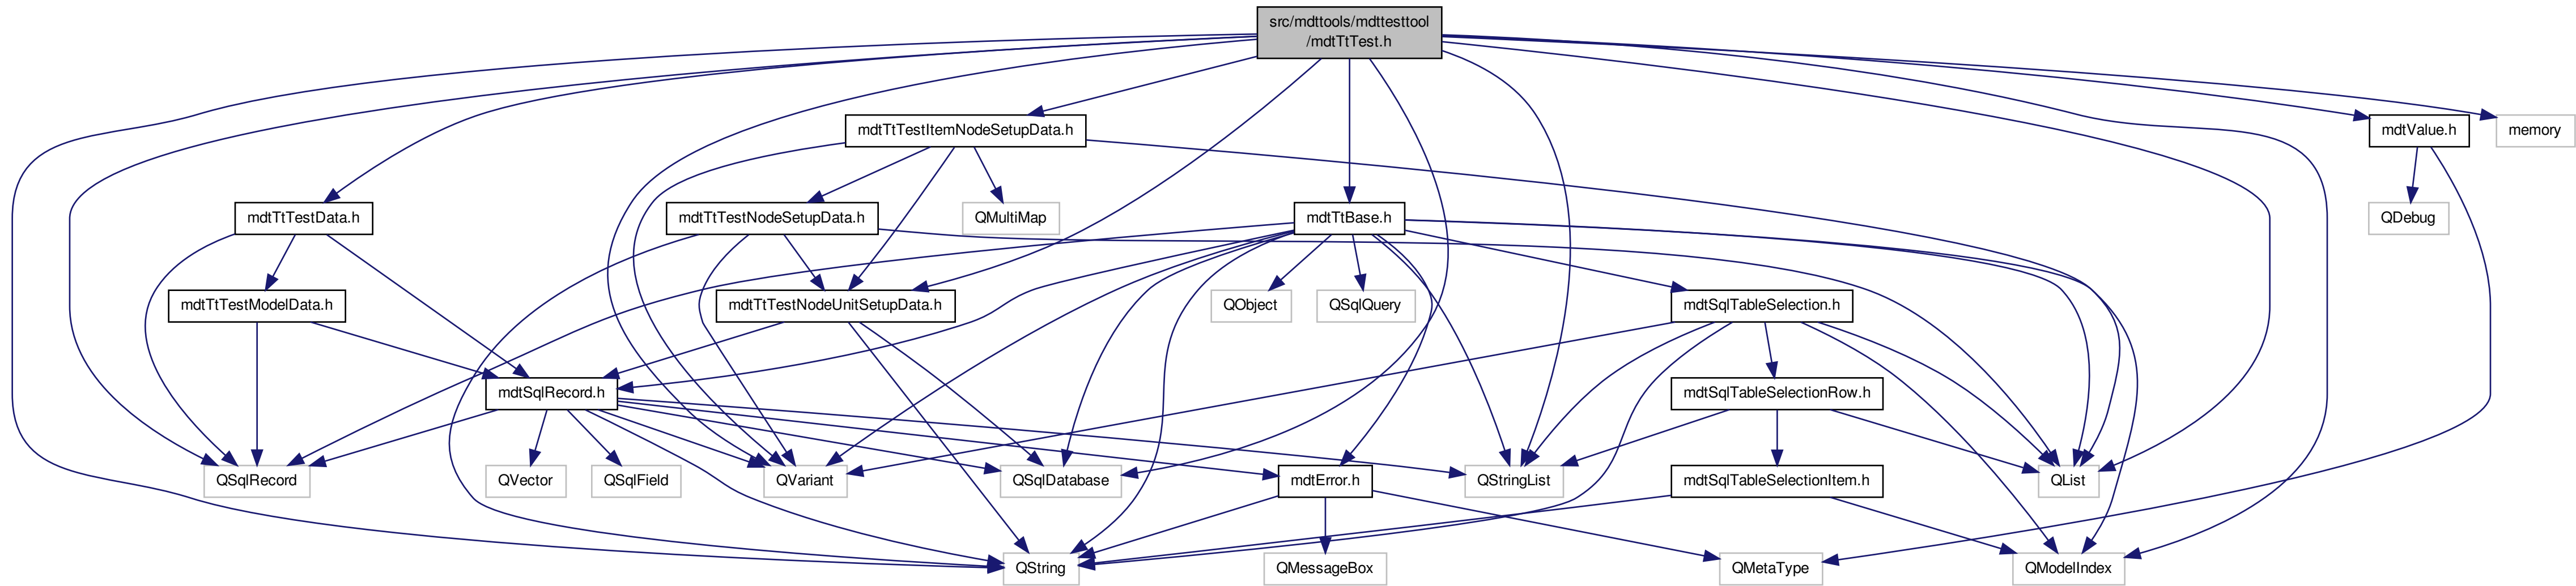 src/mdttools/mdttesttool
/mdtTtTest.h
mdtTtTestItemNodeSetupData.h
mdtValue.h
memory
mdtTtTestData.h
mdtTtTestNodeSetupData.h
QMultiMap
mdtTtBase.h
QDebug
mdtTtTestModelData.h
mdtTtTestNodeUnitSetupData.h
QObject
QSqlQuery
mdtSqlTableSelection.h
mdtSqlRecord.h
mdtSqlTableSelectionRow.h
QSqlRecord
QVector
QSqlField
QVariant
QSqlDatabase
mdtError.h
QStringList
mdtSqlTableSelectionItem.h
QList
QString
QMessageBox
QMetaType
QModelIndex